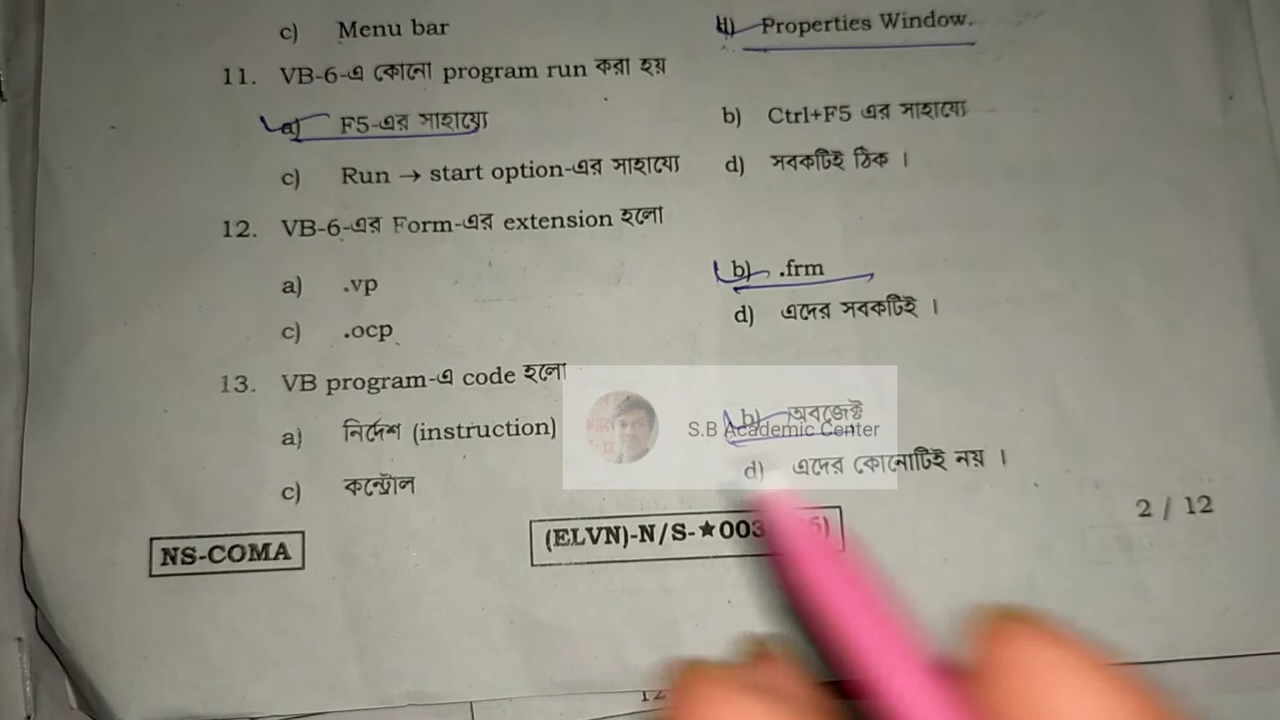 c) Menu bar d) Properties Window.
11. VB-6-এ কোনো program run করা হয়
a) F5-এর সাহায্যে b) Ctrl+F5 এর সাহায্যে
c) Run → start option-এর সাহায্যে d) সবকটিই ঠিক ।
12. VB-6-এর Form-এর extension হলো
a) .vp b) .frm
c) .ocp d) এদের সবকটিই ।
13. VB program-এ code হলো
a) নির্দেশ (instruction) b) অবজেক্ট
S.B Academic Center
c) কন্ট্রোল d) এদের কোনোটিই নয় ।
2 / 12
NS-COMA (ELVN)-N/S-★003